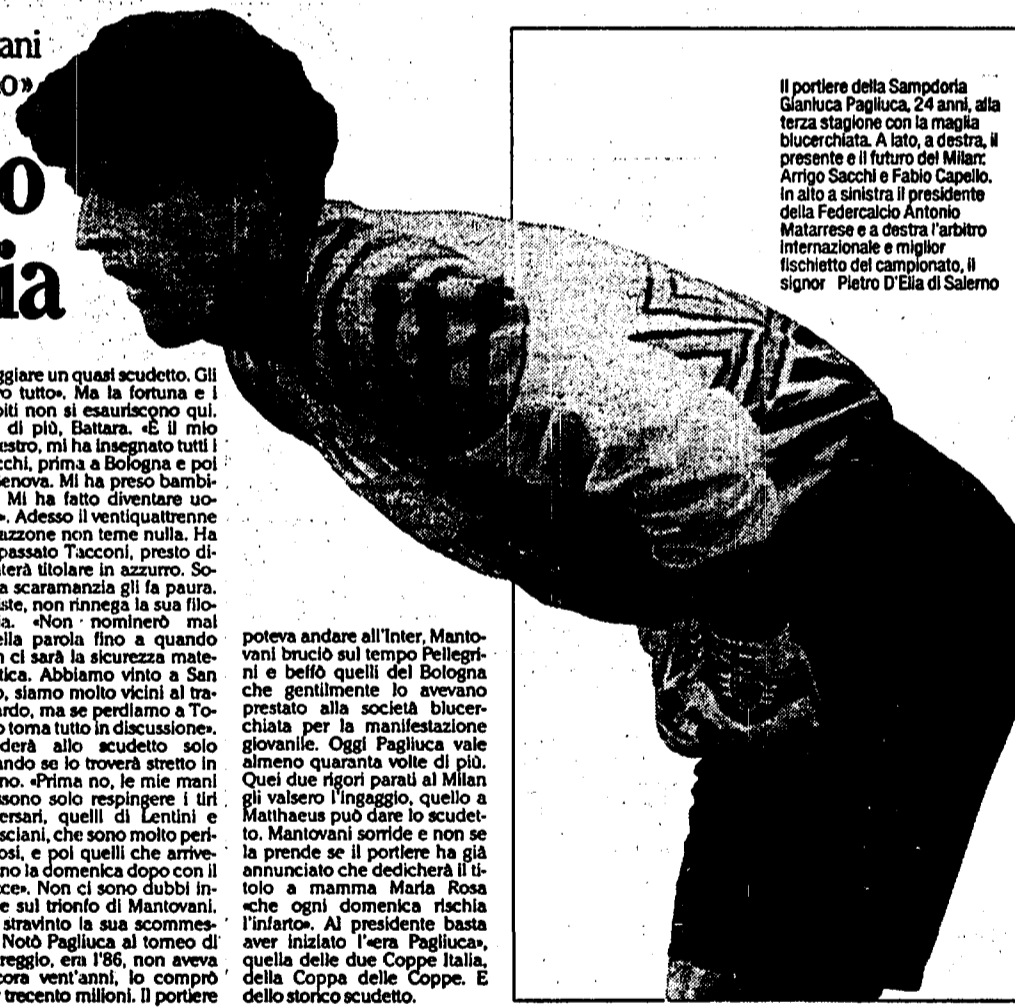 ani
o»
o
ia
ggiare un quasi scudetto. Gli
o tutto». Ma la fortuna e i
iti non si esauriscono qui.
di più, Battara. «È il mio
estro, mi ha insegnato tutti i
cchi, prima a Bologna e poi
enova. Mi ha preso bambi-
Mi ha fatto diventare uo-
». Adesso il ventiquattrenne
azzone non teme nulla. Ha
passato Tacconi, presto di-
terà titolare in azzurro. So-
a scaramanzia gli fa paura.
iste, non rinnega la sua filo-
ia. «Non nominerò mai
ella parola fino a quando
n ci sarà la sicurezza mate-
tica. Abbiamo vinto a San
o, siamo molto vicini al tra-
ardo, ma se perdiamo a To-
o torna tutto in discussione».
derà allo scudetto solo
ando se lo troverà stretto in
no. «Prima no, le mie mani
ssono solo respingere i tiri
ersari, quelli di Lentini e
sciani, che sono molto peri-
osi, e poi quelli che arrive-
no la domenica dopo con il
cce». Non ci sono dubbi in-
e sul trionfo di Mantovani.
stravinto la sua scommes-
Notò Pagliuca al torneo di
reggio, era l'86, non aveva
cora vent'anni, lo comprò
r trecento milioni. Il portiere
poteva andare all'Inter, Manto-
vani bruciò sul tempo Pellegri-
ni e beffò quelli del Bologna
che gentilmente lo avevano
prestato alla società blucer-
chiata per la manifestazione
giovanile. Oggi Pagliuca vale
almeno quaranta volte di più.
Quei due rigori parati al Milan
gli valsero l'ingaggio, quello a
Matthaeus può dare lo scudet-
to. Mantovani sorride e non se
la prende se il portiere ha già
annunciato che dedicherà il ti-
tolo a mamma Maria Rosa
«che ogni domenica rischia
l'infarto». Al presidente basta
aver iniziato l'«era Pagliuca»,
quella delle due Coppe Italia,
della Coppa delle Coppe. E
dello storico scudetto.
Il portiere della Sampdoria
Gianluca Pagliuca, 24 anni, alla
terza stagione con la maglia
blucerchiata. A lato, a destra, il
presente e il futuro del Milan:
Arrigo Sacchi e Fabio Capello.
In alto a sinistra il presidente
della Federcalcio Antonio
Matarrese e a destra l'arbitro
internazionale e miglior
fischietto del campionato, il
signor Pietro D'Elia di Salerno